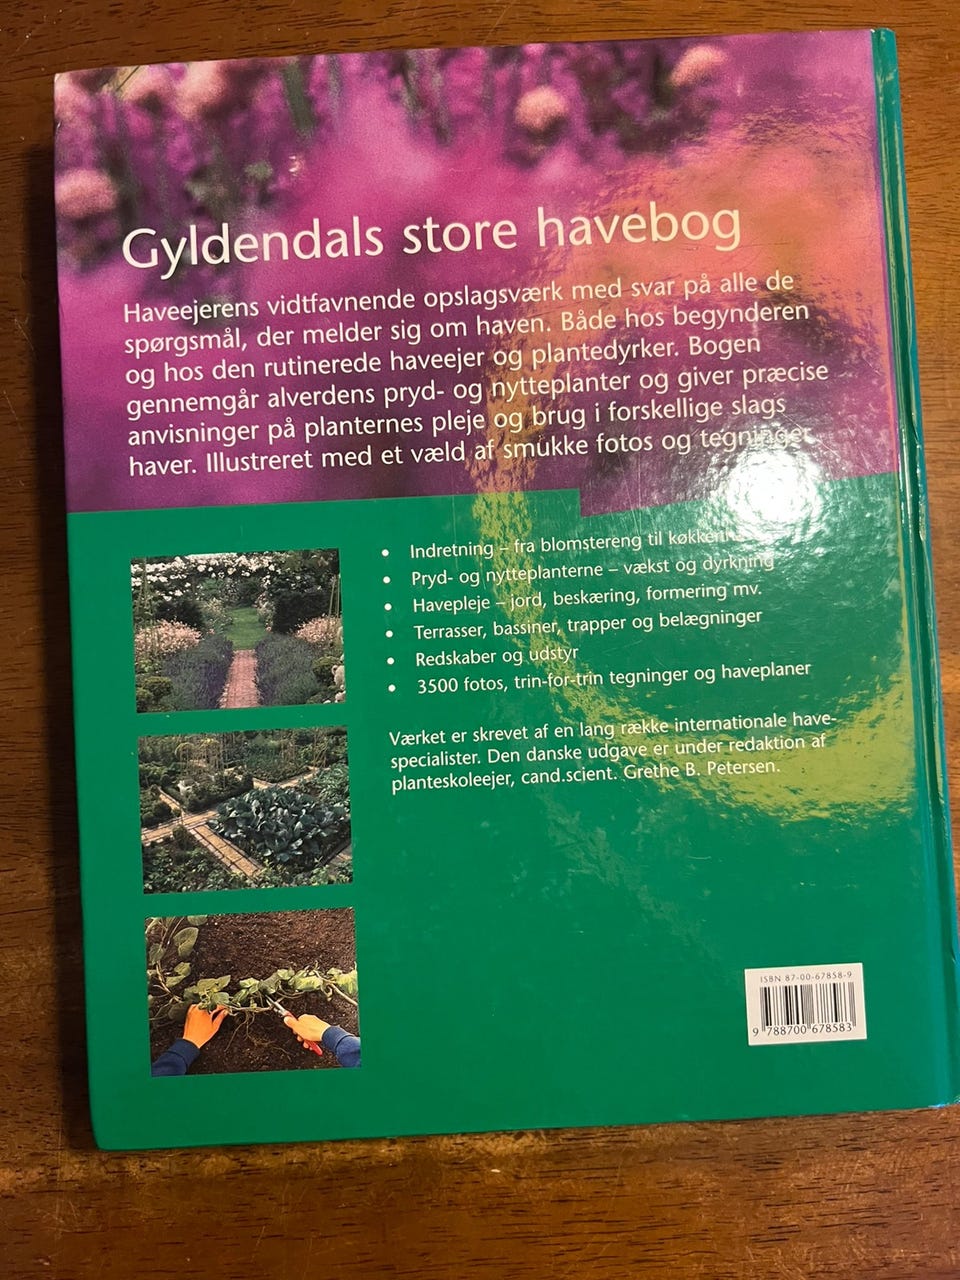 Gyldendals store havebog
Haveejerens vidtfavnende opslagsværk med svar på alle de
spørgsmål, der melder sig om haven. Både hos begynderen
og hos den rutinerede haveejer og plantedyrker. Bogen
gennemgår alverdens pryd- og nytteplanter og giver præcise
anvisninger på planternes pleje og brug i forskellige slags
haver. Illustreret med et væld af smukke fotos og tegninger.
• Indretning – fra blomstereng til
• Pryd- og nytteplanterne – vækst og dyrkning
• Havepleje – jord, beskæring, formering mv.
• Terrasser, bassiner, trapper og belægninger
• Redskaber og udstyr
• 3500 fotos, trin-for-trin tegninger og haveplaner
Værket er skrevet af en lang række internationale have-
specialister. Den danske udgave er under redaktion af
planteskoleejer, cand.scient. Grethe B. Petersen.
ISBN 87-00-67858-9
9 788700 678583